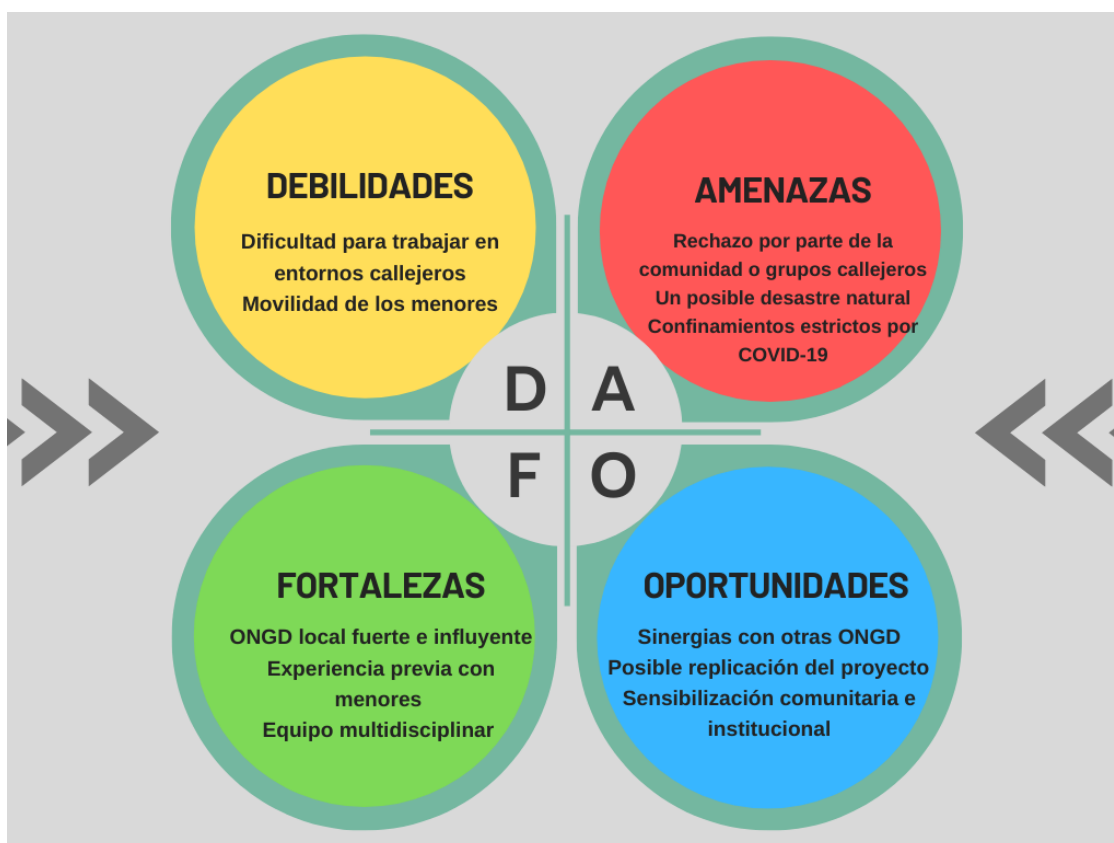 DEBILIDADES
Dificultad para trabajar en
entornos callejeros
Movilidad de los menores
AMENAZAS
Rechazo por parte de la
comunidad o grupos callejeros
Un posible desastre natural
Confinamientos estrictos por
COVID-19
D A
F O
FORTALEZAS
ONGD local fuerte e influyente
Experiencia previa con
menores
Equipo multidisciplinar
OPORTUNIDADES
Sinergias con otras ONGD
Posible replicación del proyecto
Sensibilización comunitaria e
institucional